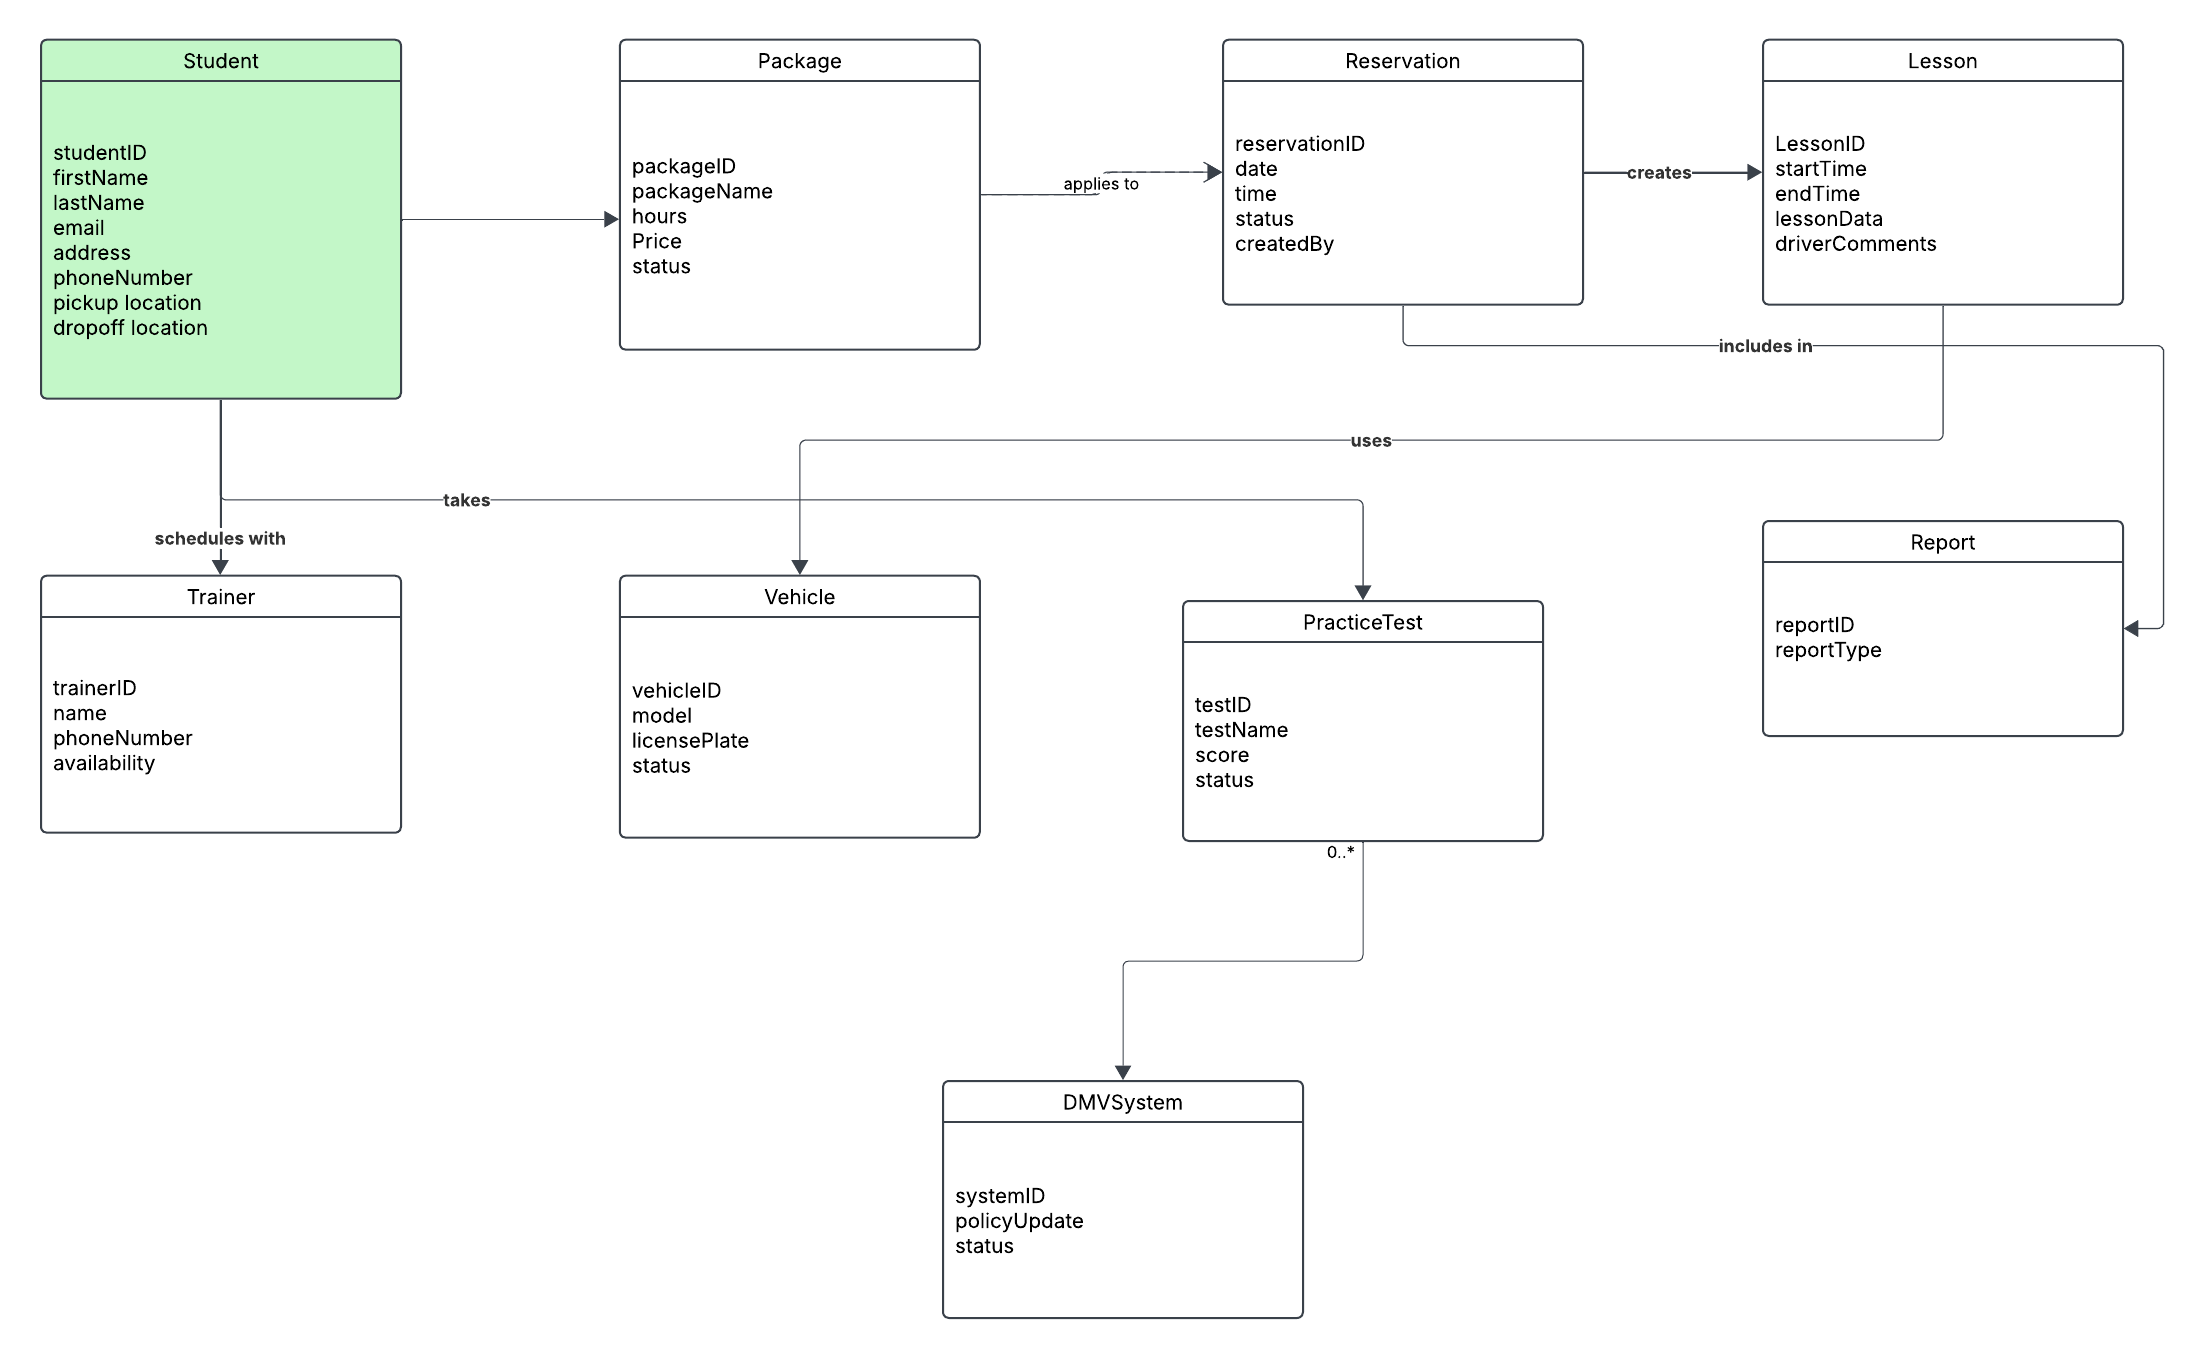 Student
studentID
firstName
lastName
email
address
phoneNumber
pickup location
dropoff location
Package
packageID
packageName
hours
Price
status
applies to
Reservation
reservationID
date
time
status
createdBy
creates
Lesson
LessonID
startTime
endTime
lessonData
driverComments
includes in
uses
takes
schedules with
Trainer
trainerID
name
phoneNumber
availability
Vehicle
vehicleID
model
licensePlate
status
PracticeTest
testID
testName
score
status
0..*
Report
reportID
reportType
DMVSystem
systemID
policyUpdate
status